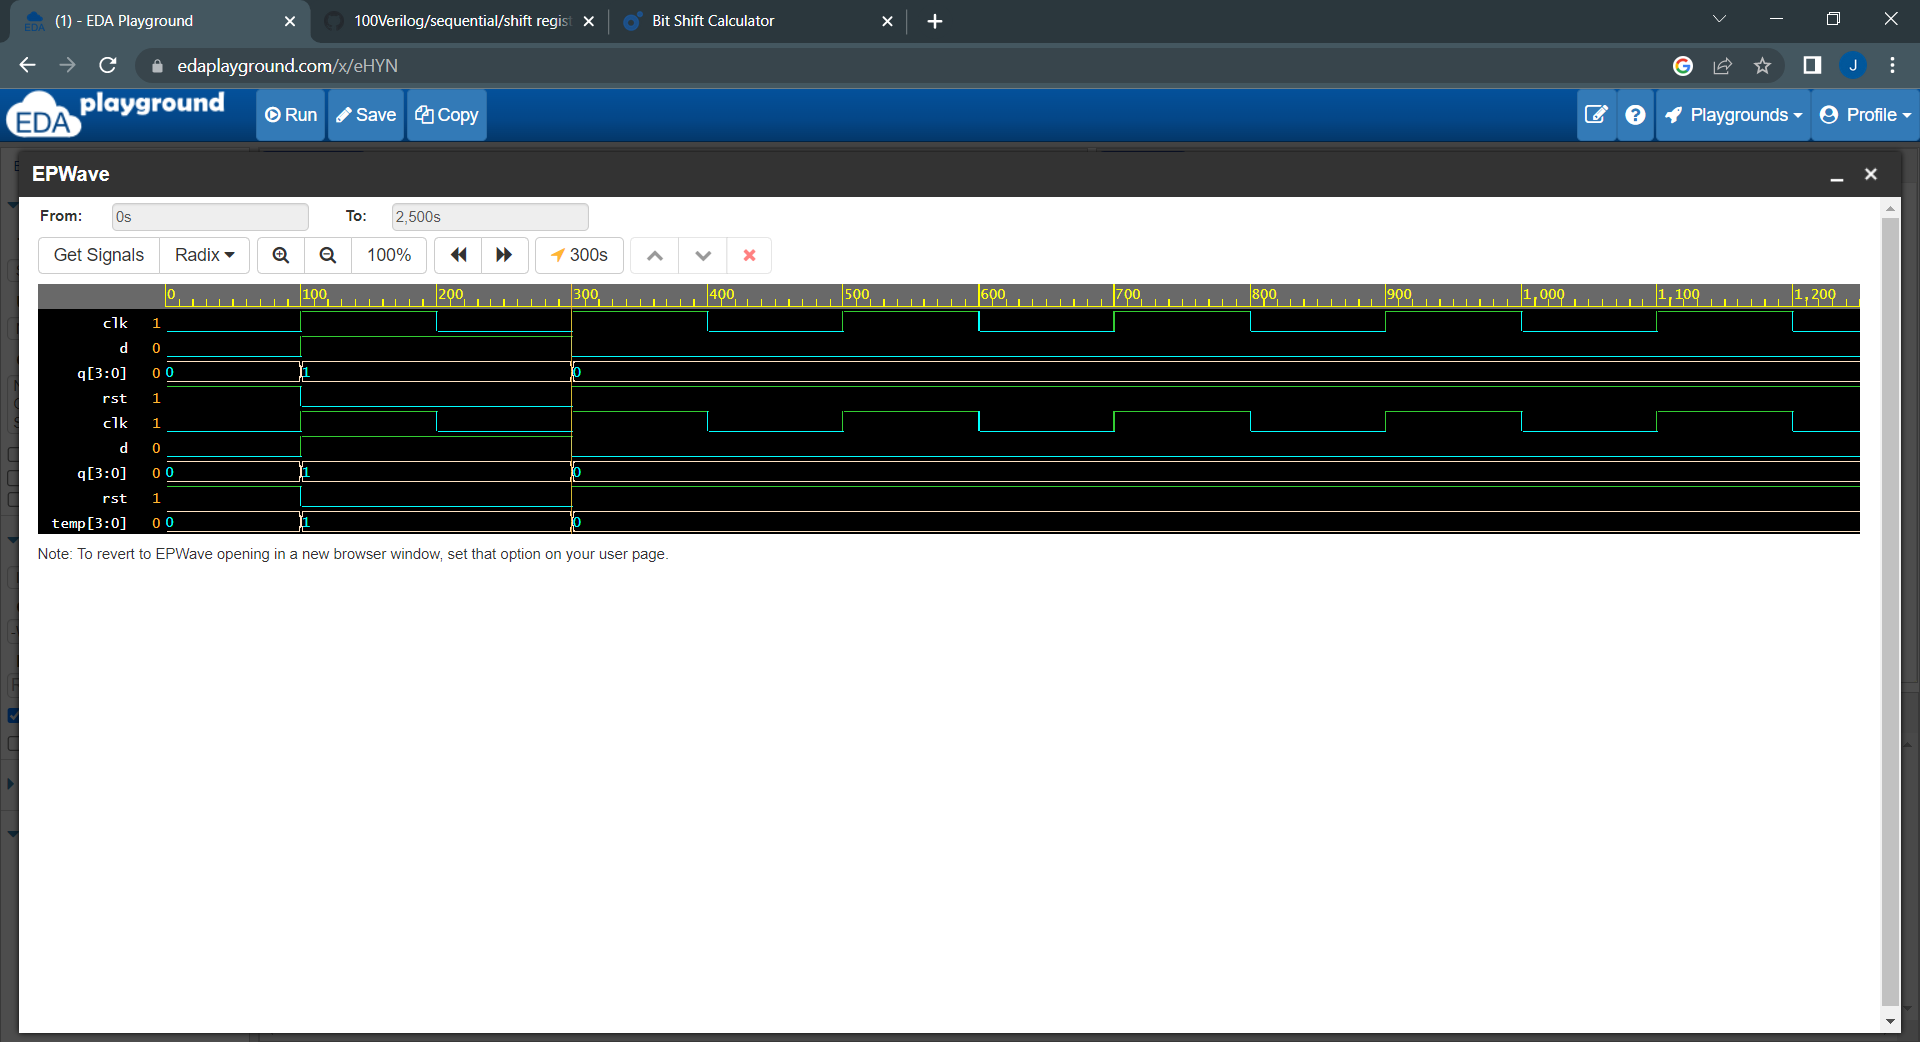 (1) - EDA Playground
100Verilog/sequential/shift regist
Bit Shift Calculator
edaplayground.com/x/eHYN
J
EDA playground
Run
Save
Copy
Playgrounds
Profile
EPWave
From: 0s To: 2,500s
Get Signals Radix 100% 300s
0 100 200 300 400 500 600 700 800 900 1,000 1,100 1,200
clk 1
d 0
q[3:0] 0 0 1 0
rst 1
clk 1
d 0
q[3:0] 0 0 1 0
rst 1
temp[3:0] 0 0 1 0
Note: To revert to EPWave opening in a new browser window, set that option on your user page.